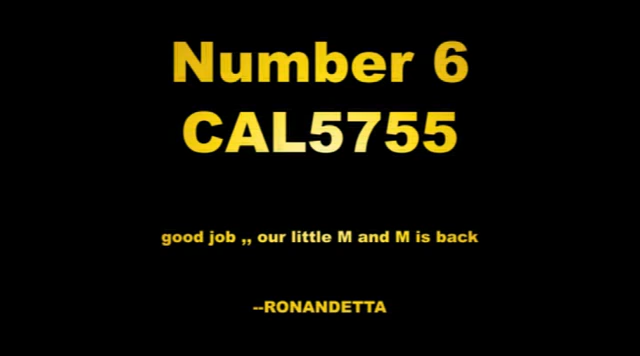 Number 6
CAL5755
good job ,, our little M and M is back
--RONANDETTA